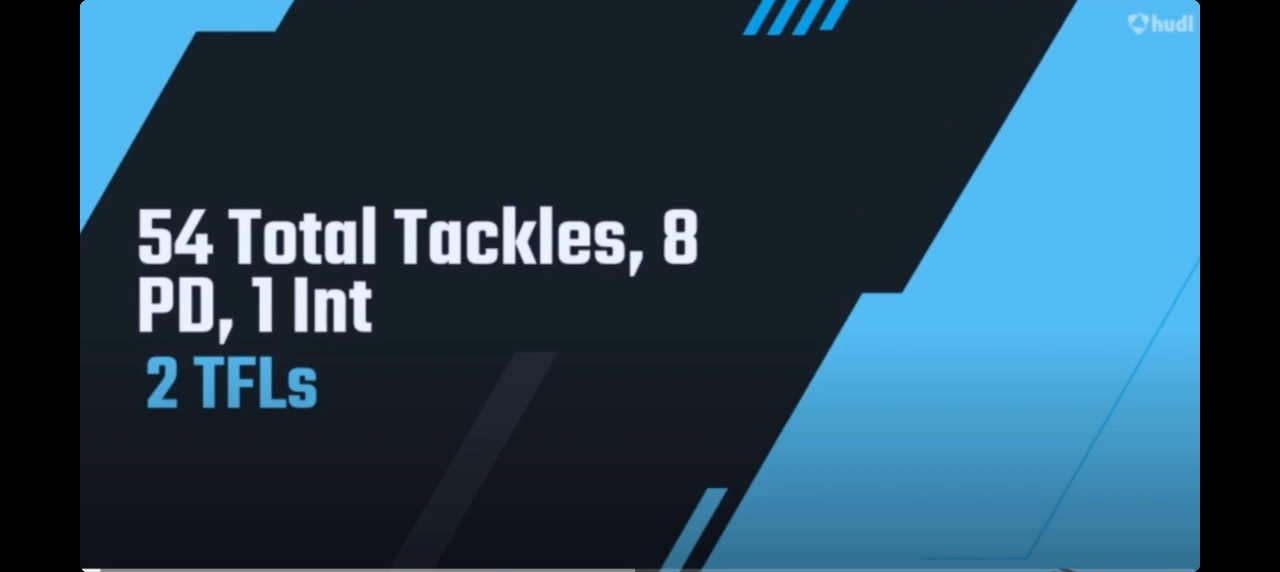 hudl
54 Total Tackles, 8
PD, 1 Int
2 TFLs